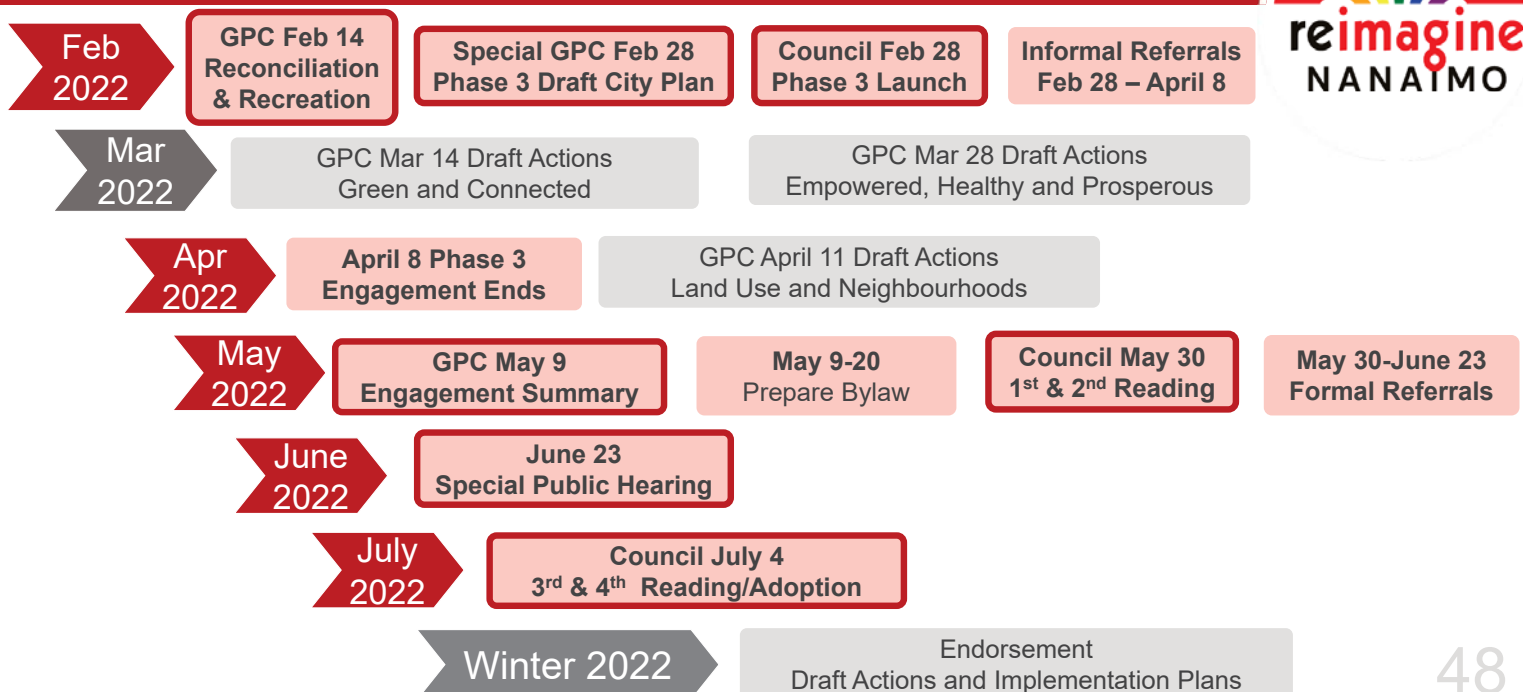 reimagine
NANAIMO
Feb
2022
GPC Feb 14
Reconciliation
& Recreation
Special GPC Feb 28
Phase 3 Draft City Plan
Council Feb 28
Phase 3 Launch
Informal Referrals
Feb 28 – April 8
Mar
2022
GPC Mar 14 Draft Actions
Green and Connected
GPC Mar 28 Draft Actions
Empowered, Healthy and Prosperous
Apr
2022
April 8 Phase 3
Engagement Ends
GPC April 11 Draft Actions
Land Use and Neighbourhoods
May
2022
GPC May 9
Engagement Summary
May 9-20
Prepare Bylaw
Council May 30
1st & 2nd Reading
May 30-June 23
Formal Referrals
June
2022
June 23
Special Public Hearing
July
2022
Council July 4
3rd & 4th Reading/Adoption
Winter 2022
Endorsement
Draft Actions and Implementation Plans
48